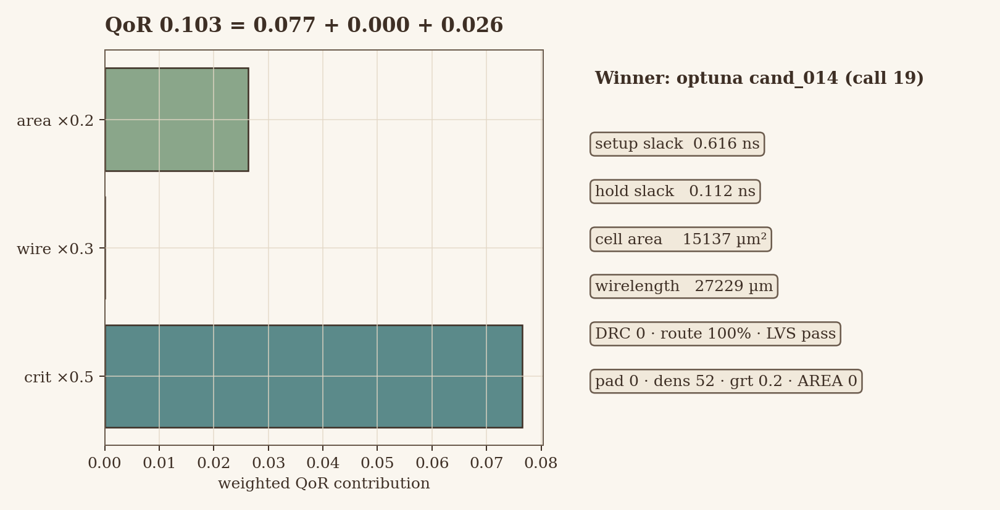 QoR 0.103 = 0.077 + 0.000 + 0.026
area ×0.2
wire ×0.3
crit ×0.5
0.00 0.01 0.02 0.03 0.04 0.05 0.06 0.07 0.08
weighted QoR contribution
Winner: optuna cand_014 (call 19)
setup slack 0.616 ns
hold slack 0.112 ns
cell area 15137 µm²
wirelength 27229 µm
DRC 0 · route 100% · LVS pass
pad 0 · dens 52 · grt 0.2 · AREA 0